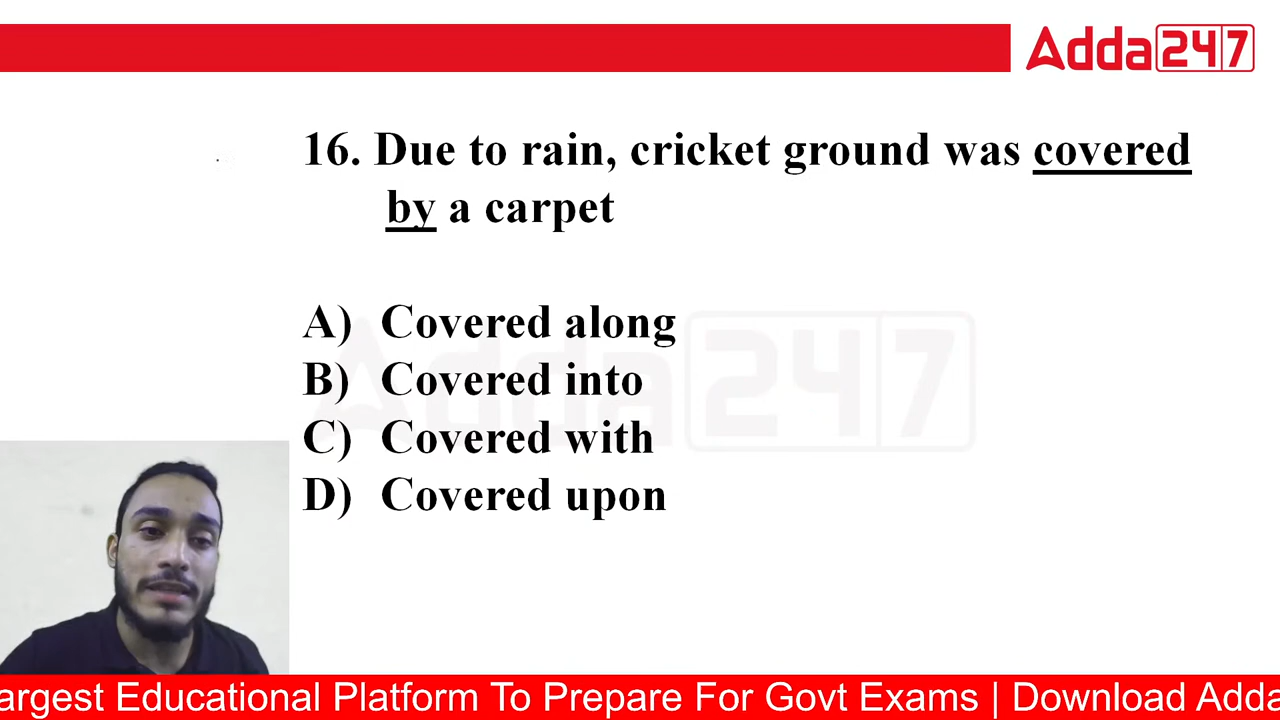 Adda247
16. Due to rain, cricket ground was covered
by a carpet
A) Covered along
B) Covered into
C) Covered with
D) Covered upon
Adda247
argest Educational Platform To Prepare For Govt Exams | Download Adda